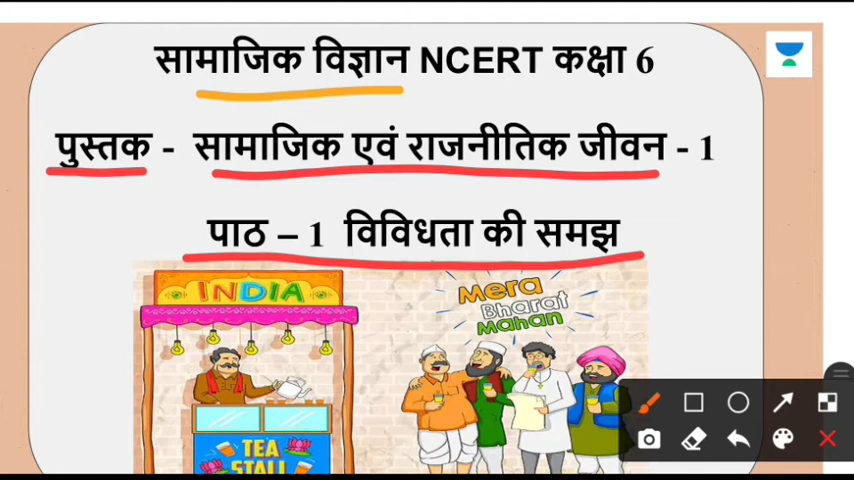 सामाजिक विज्ञान NCERT कक्षा 6
पुस्तक - सामाजिक एवं राजनीतिक जीवन - 1
पाठ – 1 विविधता की समझ
INDIA
Mera
Bharat
Mahan
TEA
STALL